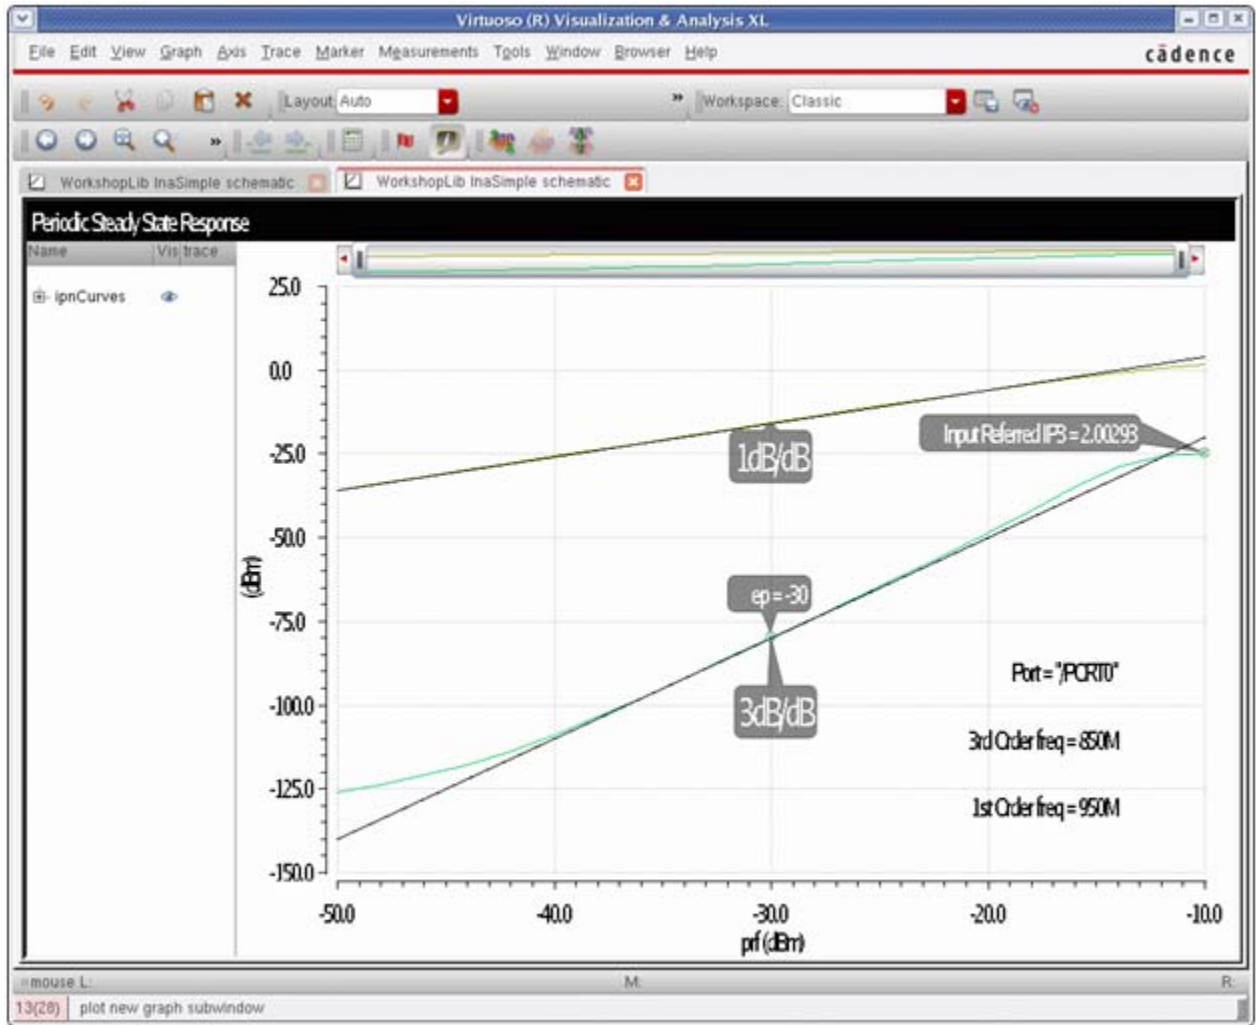 Virtuoso (R) Visualization & Analysis XL
File Edit View Graph Axis Trace Marker Measurements Tools Window Browser Help
cādence
Layout: Auto
» Workspace: Classic
»
WorkshopLib lnaSimple schematic
WorkshopLib lnaSimple schematic
Periodic Steady State Response
Name Vis trace
ipnCurves
25.0
0.0
-25.0
-50.0
-75.0
-100.0
-125.0
-150.0
(dBm)
1dB/dB
Input Referred IP3 = 2.00293
ep = -30
3dB/dB
Port = "/PORT0"
3rd Order freq = 850M
1st Order freq = 950M
-50.0 -40.0 -30.0 -20.0 -10.0
prf (dBm)
mouse L: M: R:
13(28) plot new graph subwindow